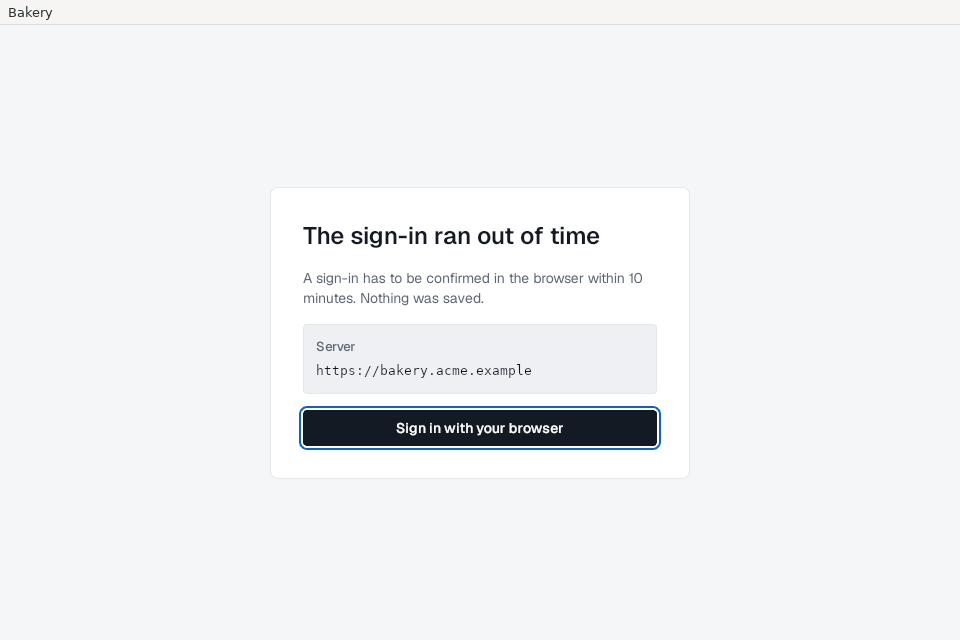 Bakery
The sign-in ran out of time
A sign-in has to be confirmed in the browser within 10
minutes. Nothing was saved.
Server
https://bakery.acme.example
Sign in with your browser